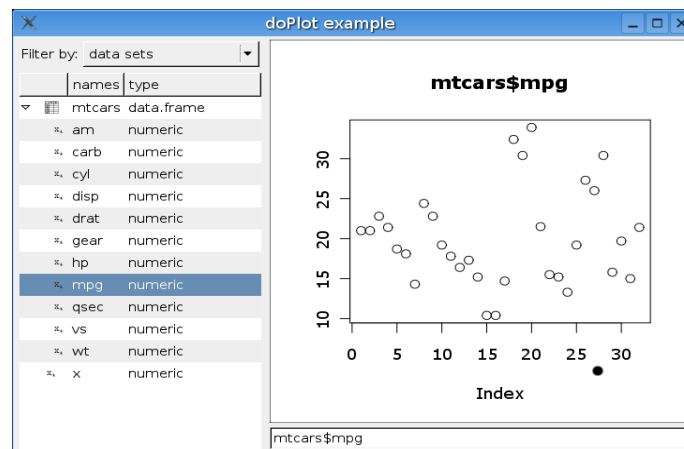 doPlot example
Filter by: data sets
names type
mtcars data.frame
am numeric
carb numeric
cyl numeric
disp numeric
drat numeric
gear numeric
hp numeric
mpg numeric
qsec numeric
vs numeric
wt numeric
x numeric
mtcars$mpg
30
25
20
15
10
0 5 10 15 20 25 30
Index
mtcars$mpg